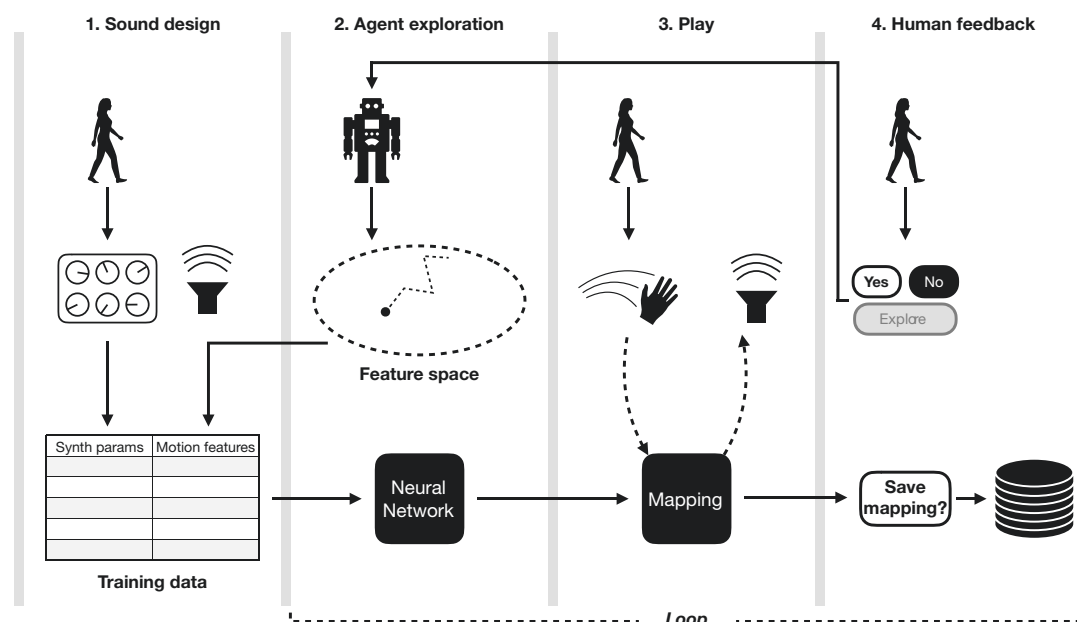 1. Sound design
2. Agent exploration
3. Play
4. Human feedback
Yes
No
Explore
Feature space
Synth params
Motion features
Neural
Network
Mapping
Save
mapping?
Training data
Loop